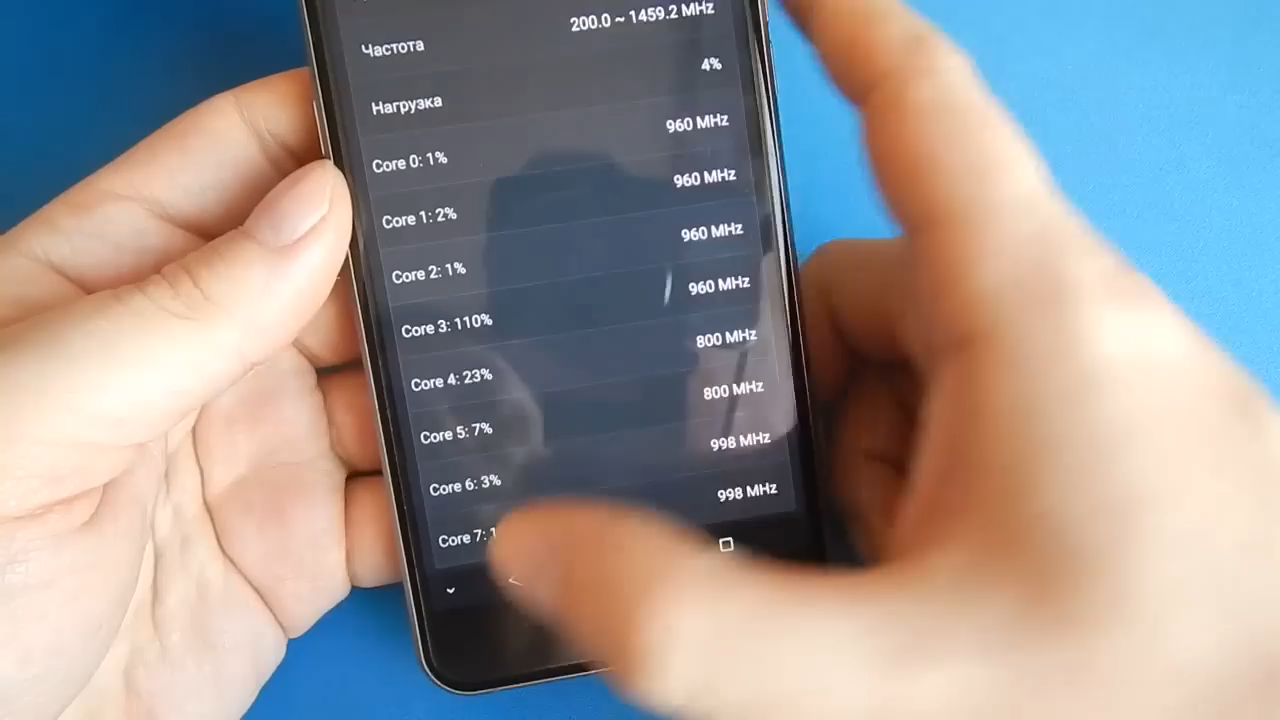 Частота 200.0 ~ 1459.2 MHz
Нагрузка 4%
Core 0: 1% 960 MHz
Core 1: 2% 960 MHz
Core 2: 1% 960 MHz
Core 3: 110% 960 MHz
Core 4: 23% 800 MHz
Core 5: 7% 800 MHz
Core 6: 3% 998 MHz
Core 7: 998 MHz